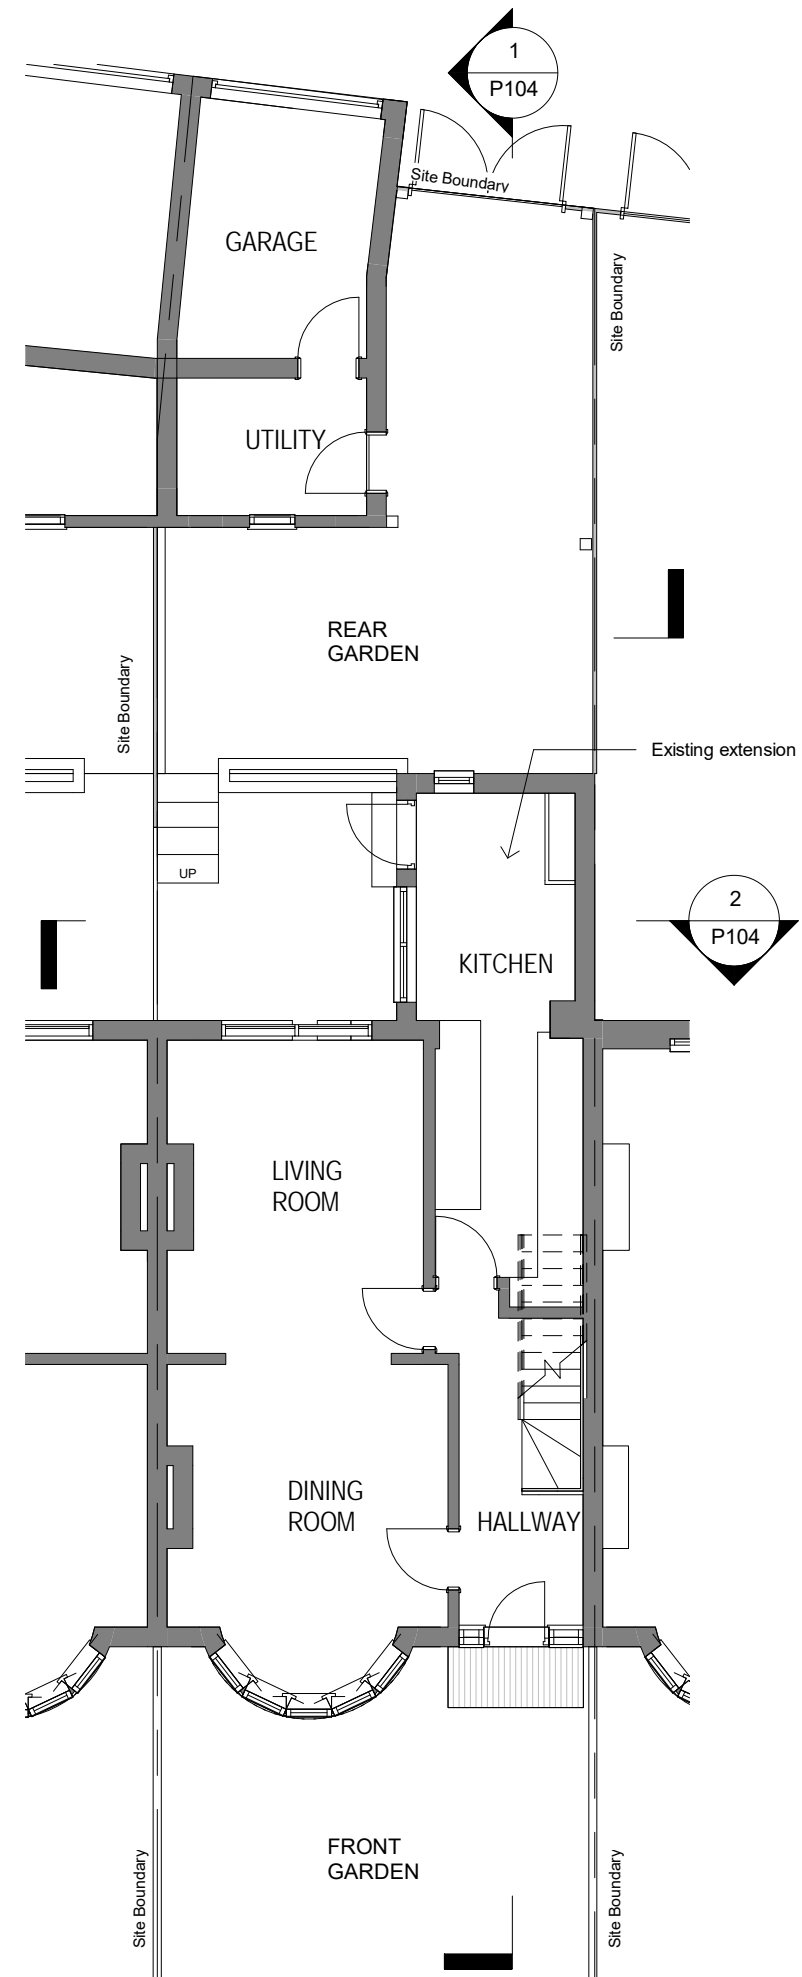 1
P104
Site Boundary
GARAGE
Site Boundary
UTILITY
REAR
GARDEN
Site Boundary
Existing extension
UP
2
P104
KITCHEN
LIVING
ROOM
DINING
ROOM
HALLWAY
FRONT
GARDEN
Site Boundary
Site Boundary